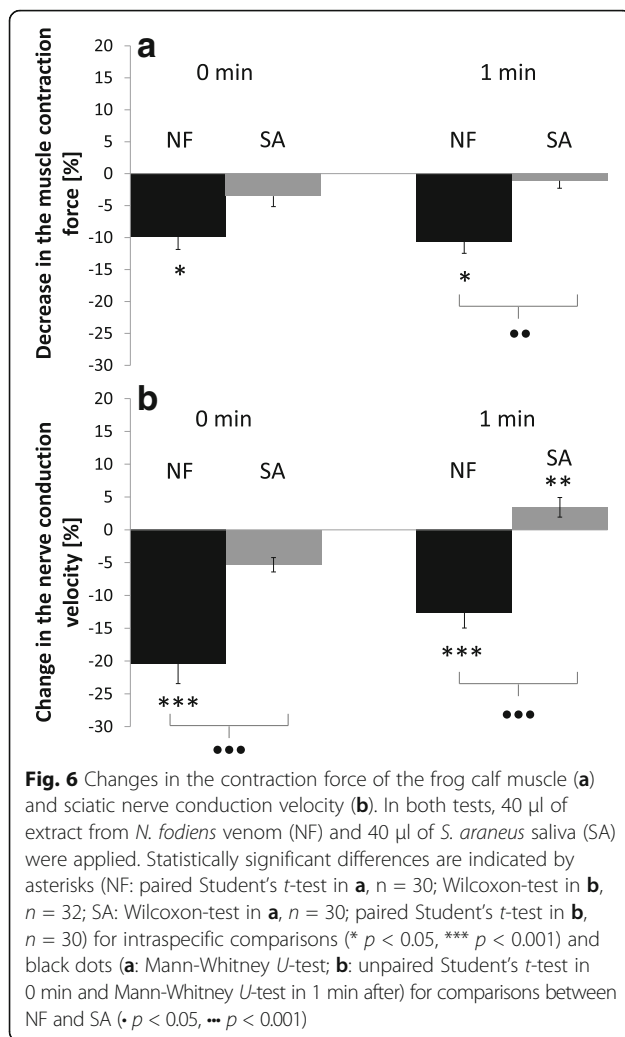 a
0 min
1 min
NF
SA
NF
SA
Decrease in the muscle contraction
force [%]
20
15
10
5
0
-5
-10
-15
-20
-25
-30
*
*
••
b
0 min
1 min
NF
SA
NF
SA
**
Change in the nerve conduction
velocity [%]
20
15
10
5
0
-5
-10
-15
-20
-25
-30
***
***
•••
•••
Fig. 6 Changes in the contraction force of the frog calf muscle (a)
and sciatic nerve conduction velocity (b). In both tests, 40 μl of
extract from N. fodiens venom (NF) and 40 μl of S. araneus saliva (SA)
were applied. Statistically significant differences are indicated by
asterisks (NF: paired Student's t-test in a, n = 30; Wilcoxon-test in b,
n = 32; SA: Wilcoxon-test in a, n = 30; paired Student's t-test in b,
n = 30) for intraspecific comparisons (* p < 0.05, *** p < 0.001) and
black dots (a: Mann-Whitney U-test; b: unpaired Student's t-test in
0 min and Mann-Whitney U-test in 1 min after) for comparisons between
NF and SA (• p < 0.05, ••• p < 0.001)